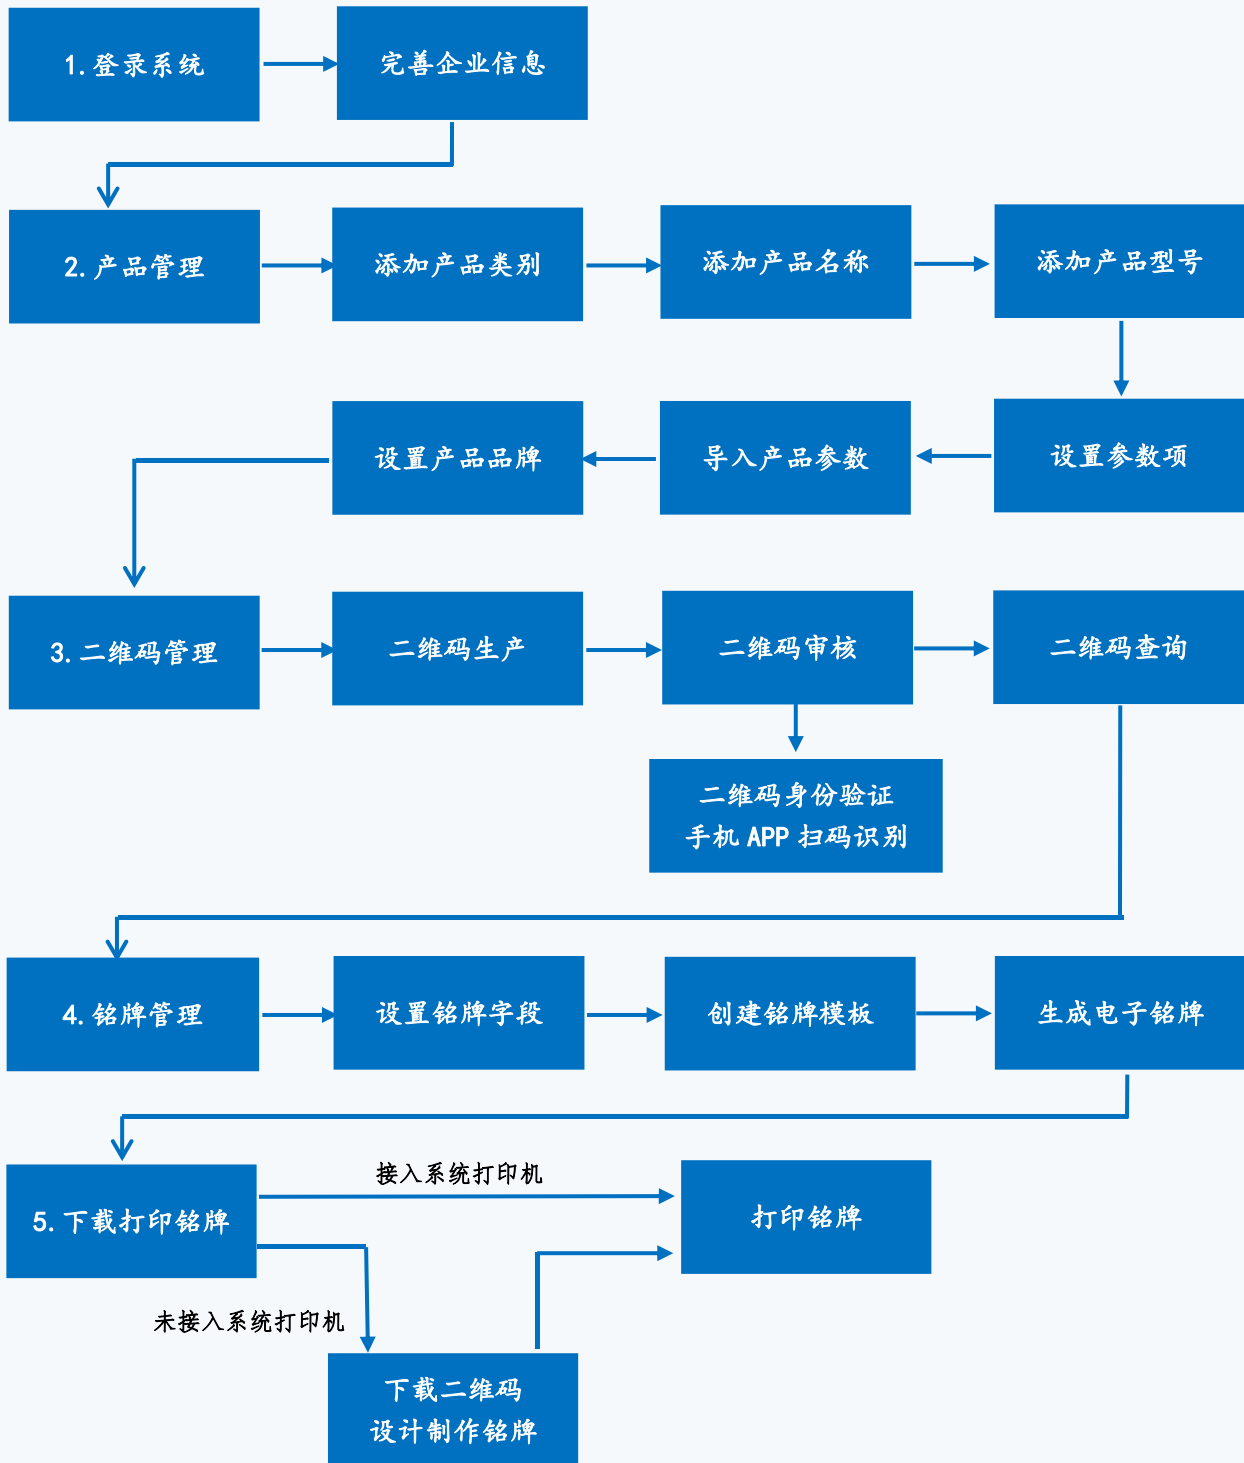 1.登录系统
完善企业信息
2.产品管理
添加产品类别
添加产品名称
添加产品型号
设置产品品牌
导入产品参数
设置参数项
3.二维码管理
二维码生产
二维码审核
二维码查询
二维码身份验证
手机 APP 扫码识别
4.铭牌管理
设置铭牌字段
创建铭牌模板
生成电子铭牌
接入系统打印机
5.下载打印铭牌
打印铭牌
未接入系统打印机
下载二维码
设计制作铭牌